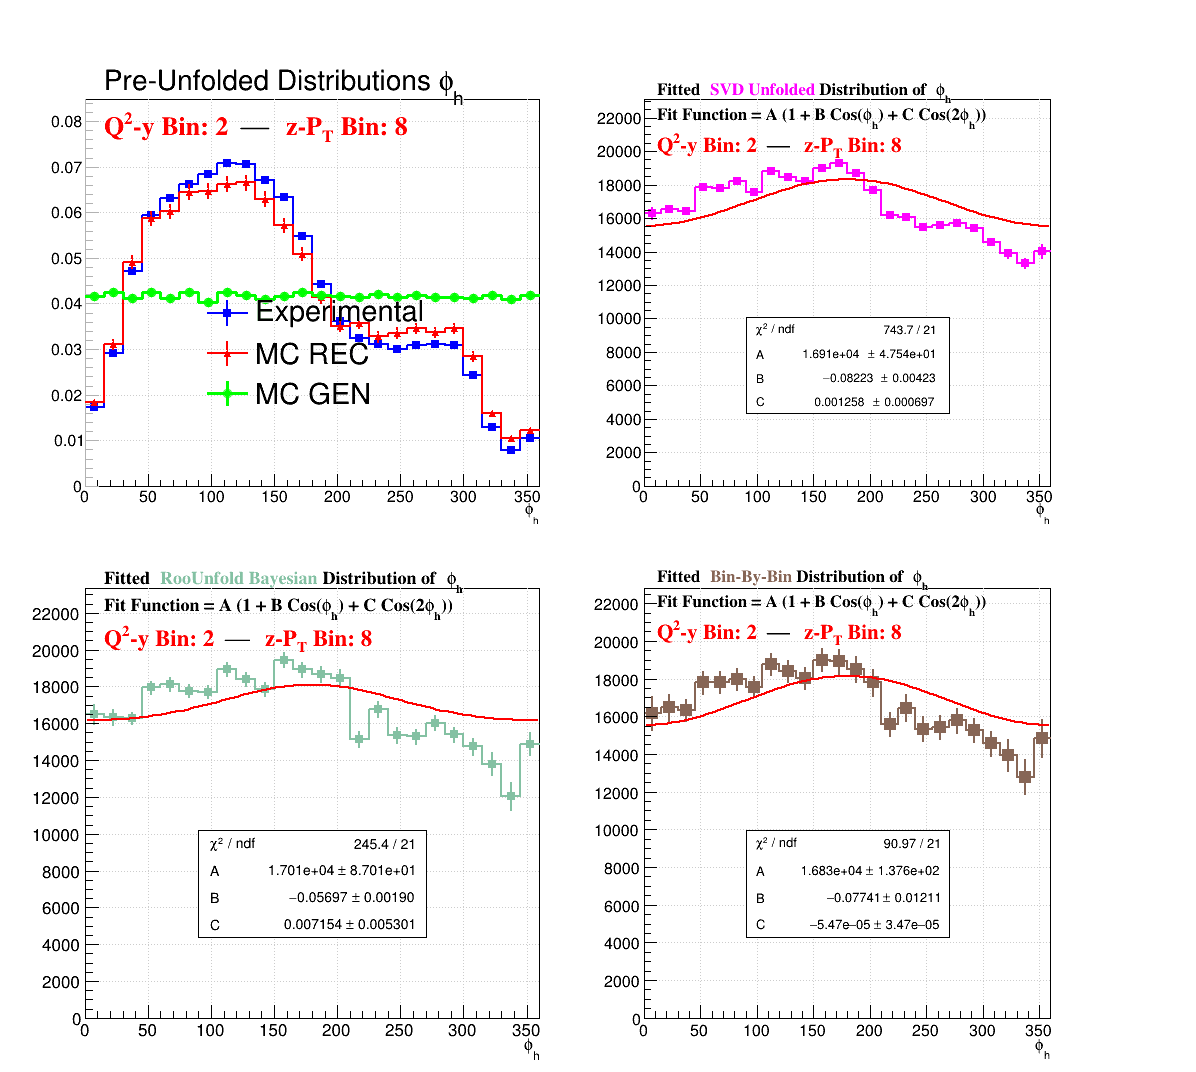 Pre-Unfolded Distributions ϕh
Q²-y Bin: 2 — z-PT Bin: 8
0.08
0.07
0.06
0.05
0.04
0.03
0.02
0.01
0
Experimental
MC REC
MC GEN
0 50 100 150 200 250 300 350
ϕh
Fitted SVD Unfolded Distribution of ϕh
Fit Function = A (1 + B Cos(ϕh) + C Cos(2ϕh))
Q²-y Bin: 2 — z-PT Bin: 8
22000
20000
18000
16000
14000
12000
10000
8000
6000
4000
2000
0
χ² / ndf 743.7 / 21
A 1.691e+04 ± 4.754e+01
B −0.08223 ± 0.00423
C 0.001258 ± 0.000697
0 50 100 150 200 250 300 350
ϕh
Fitted RooUnfold Bayesian Distribution of ϕh
Fit Function = A (1 + B Cos(ϕh) + C Cos(2ϕh))
Q²-y Bin: 2 — z-PT Bin: 8
22000
20000
18000
16000
14000
12000
10000
8000
6000
4000
2000
0
χ² / ndf 245.4 / 21
A 1.701e+04 ± 8.701e+01
B −0.05697 ± 0.00190
C 0.007154 ± 0.005301
0 50 100 150 200 250 300 350
ϕh
Fitted Bin-By-Bin Distribution of ϕh
Fit Function = A (1 + B Cos(ϕh) + C Cos(2ϕh))
Q²-y Bin: 2 — z-PT Bin: 8
22000
20000
18000
16000
14000
12000
10000
8000
6000
4000
2000
0
χ² / ndf 90.97 / 21
A 1.683e+04 ± 1.376e+02
B −0.07741 ± 0.01211
C −5.47e−05 ± 3.47e−05
0 50 100 150 200 250 300 350
ϕh